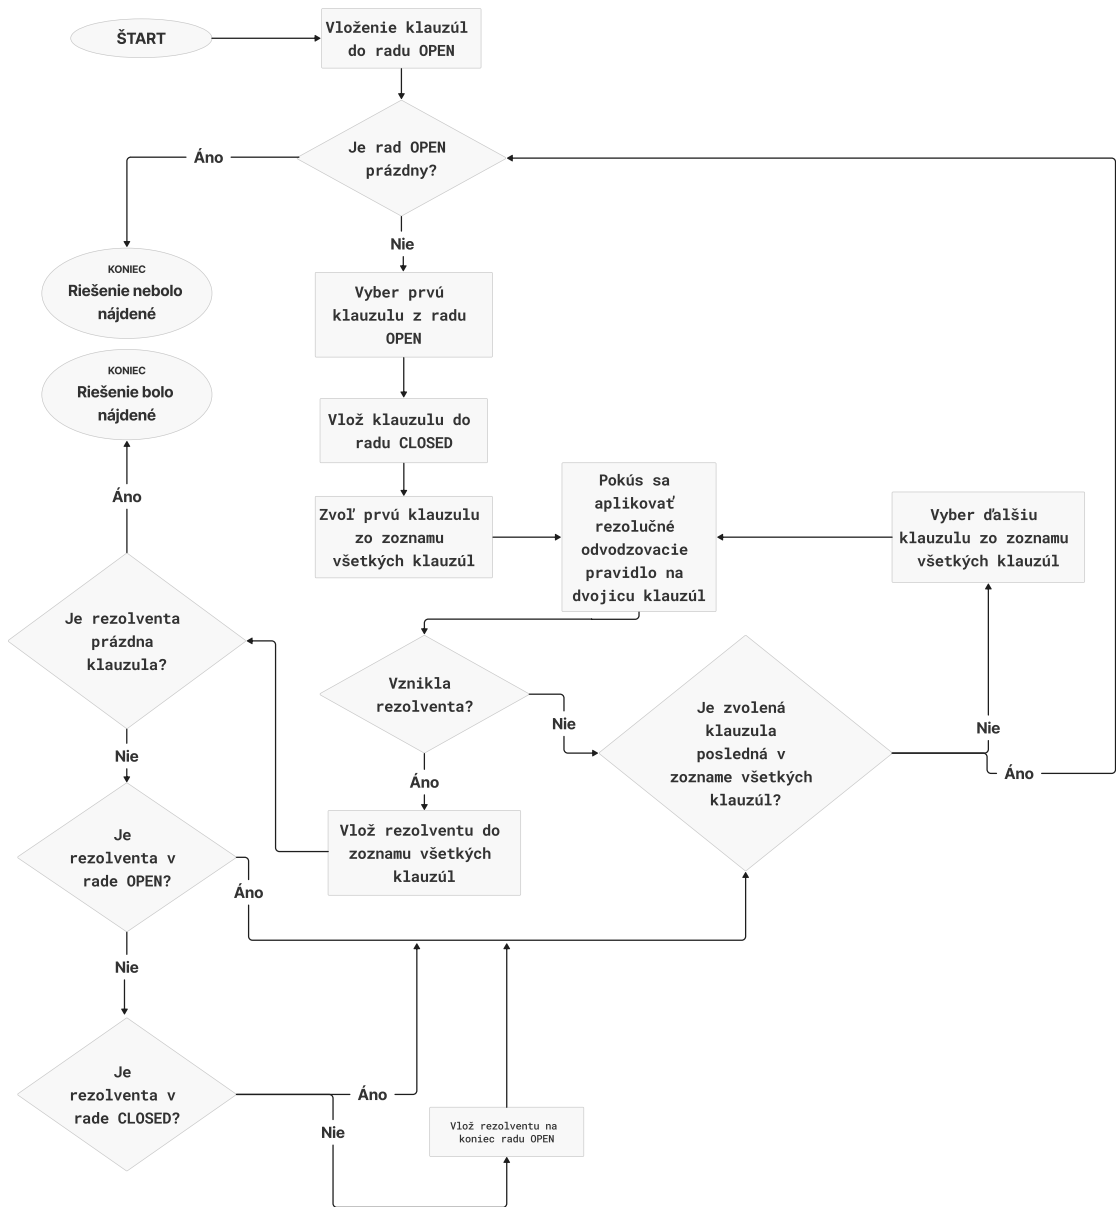 ŠTART
Vloženie klauzúl
do radu OPEN
Je rad OPEN
prázdny?
Áno
Nie
KONIEC
Riešenie nebolo
nájdené
Vyber prvú
klauzulu z radu
OPEN
KONIEC
Riešenie bolo
nájdené
Vlož klauzulu do
radu CLOSED
Áno
Zvoľ prvú klauzulu
zo zoznamu
všetkých klauzúl
Pokús sa
aplikovať
rezolučné
odvodzovacie
pravidlo na
dvojicu klauzúl
Vyber ďalšiu
klauzulu zo zoznamu
všetkých klauzúl
Je rezolventa
prázdna
klauzula?
Vznikla
rezolventa?
Nie
Je zvolená
klauzula
posledná v
zozname všetkých
klauzúl?
Nie
Áno
Nie
Áno
Je
rezolventa v
rade OPEN?
Vlož rezolventu do
zoznamu všetkých
klauzúl
Áno
Nie
Je
rezolventa v
rade CLOSED?
Áno
Nie
Vlož rezolventu na
koniec radu OPEN